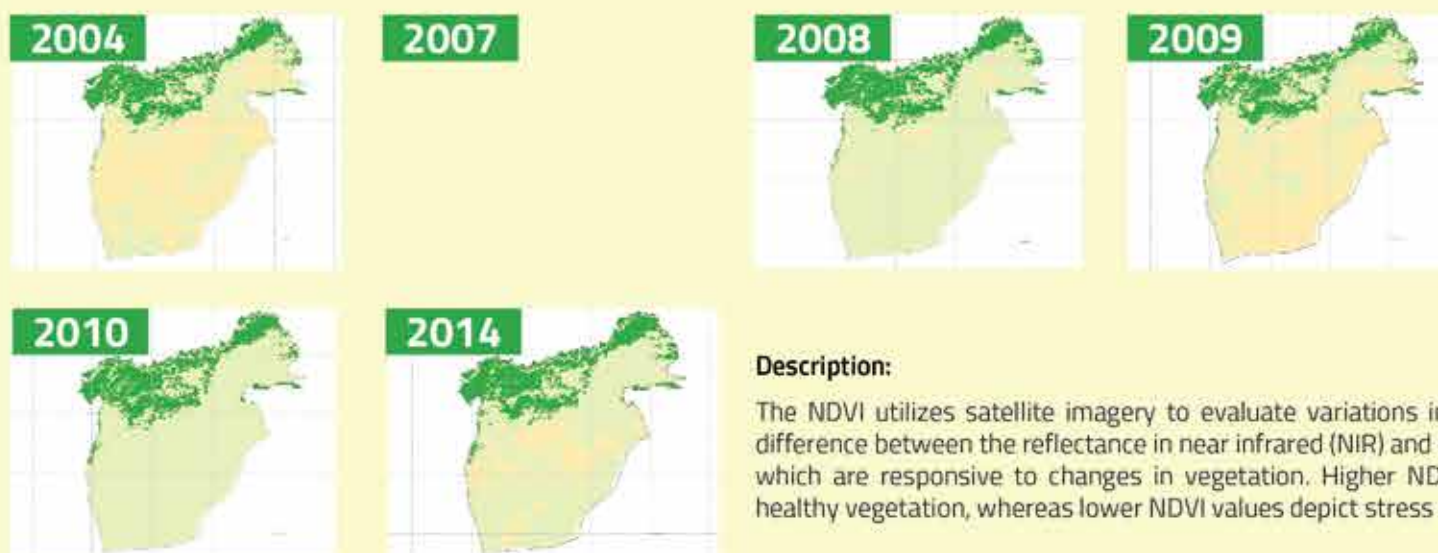 2004
2007
2008
2009
2010
2014
Description:
The NDVI utilizes satellite imagery to evaluate variations
difference between the reflectance in near infrared (NIR) and
which are responsive to changes in vegetation. Higher
healthy vegetation, whereas lower NDVI values depict stress